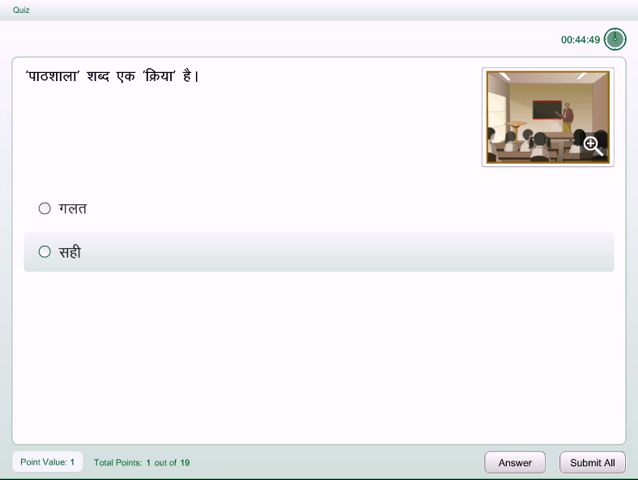 Quiz
00:44:49
'पाठशाला' शब्द एक 'क्रिया' है।
गलत
सही
Point Value: 1
Total Points: 1 out of 19
Answer
Submit All